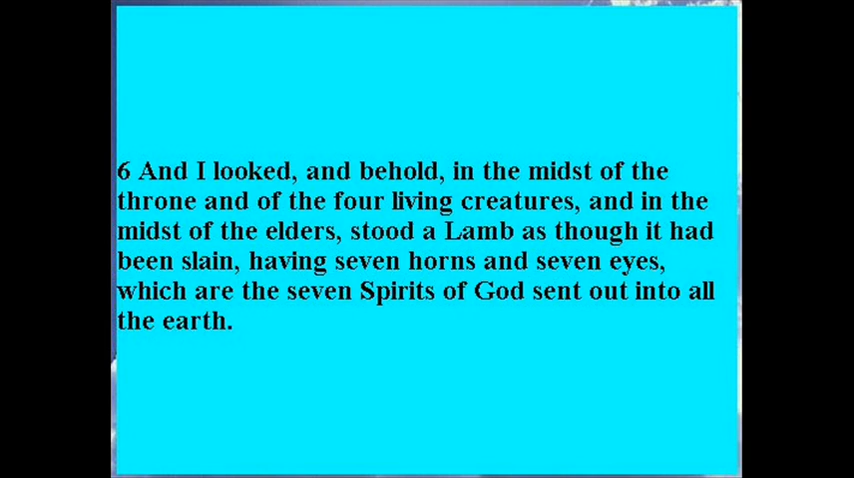 6 And I looked, and behold, in the midst of the
throne and of the four living creatures, and in the
midst of the elders, stood a Lamb as though it had
been slain, having seven horns and seven eyes,
which are the seven Spirits of God sent out into all
the earth.